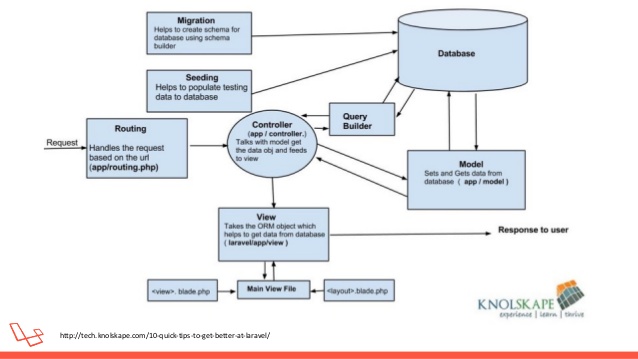 Migration
Helps to create schema for
database using schema
builder
Database
Seeding
Helps to populate testing
data to database
Query
Builder
Request
Routing
Handles the request
based on the url
(app/routing.php)
Controller
(app / controller.)
Talks with model get
the data obj and feeds
to view
Model
Sets and Gets data from
database ( app / model )
View
Takes the ORM object which
helps to get data from database
( laravel/app/view )
Response to user
<view>. blade.php
Main View File
<layout>.blade.php
KNOLSKAPE
experience | learn | thrive
http://tech.knolskape.com/10-quick-tips-to-get-better-at-laravel/